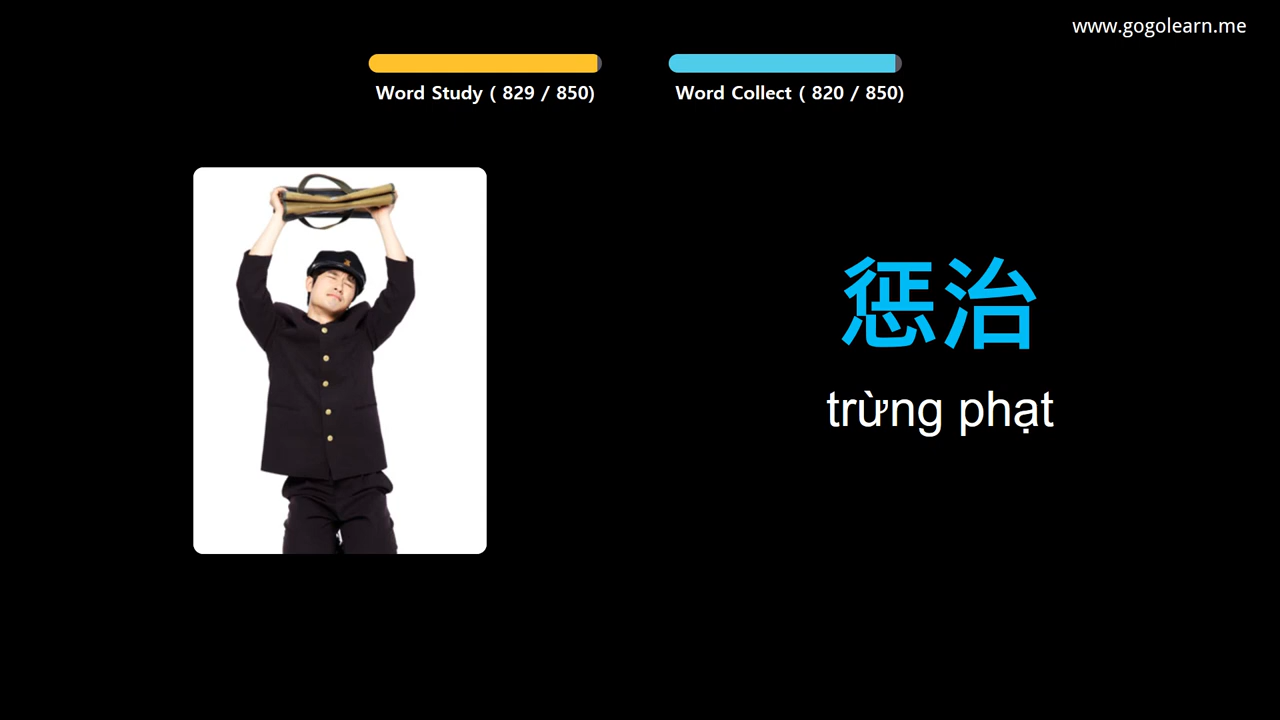 www.gogolearn.me
Word Study ( 829 / 850)
Word Collect ( 820 / 850)
惩治
trừng phạt